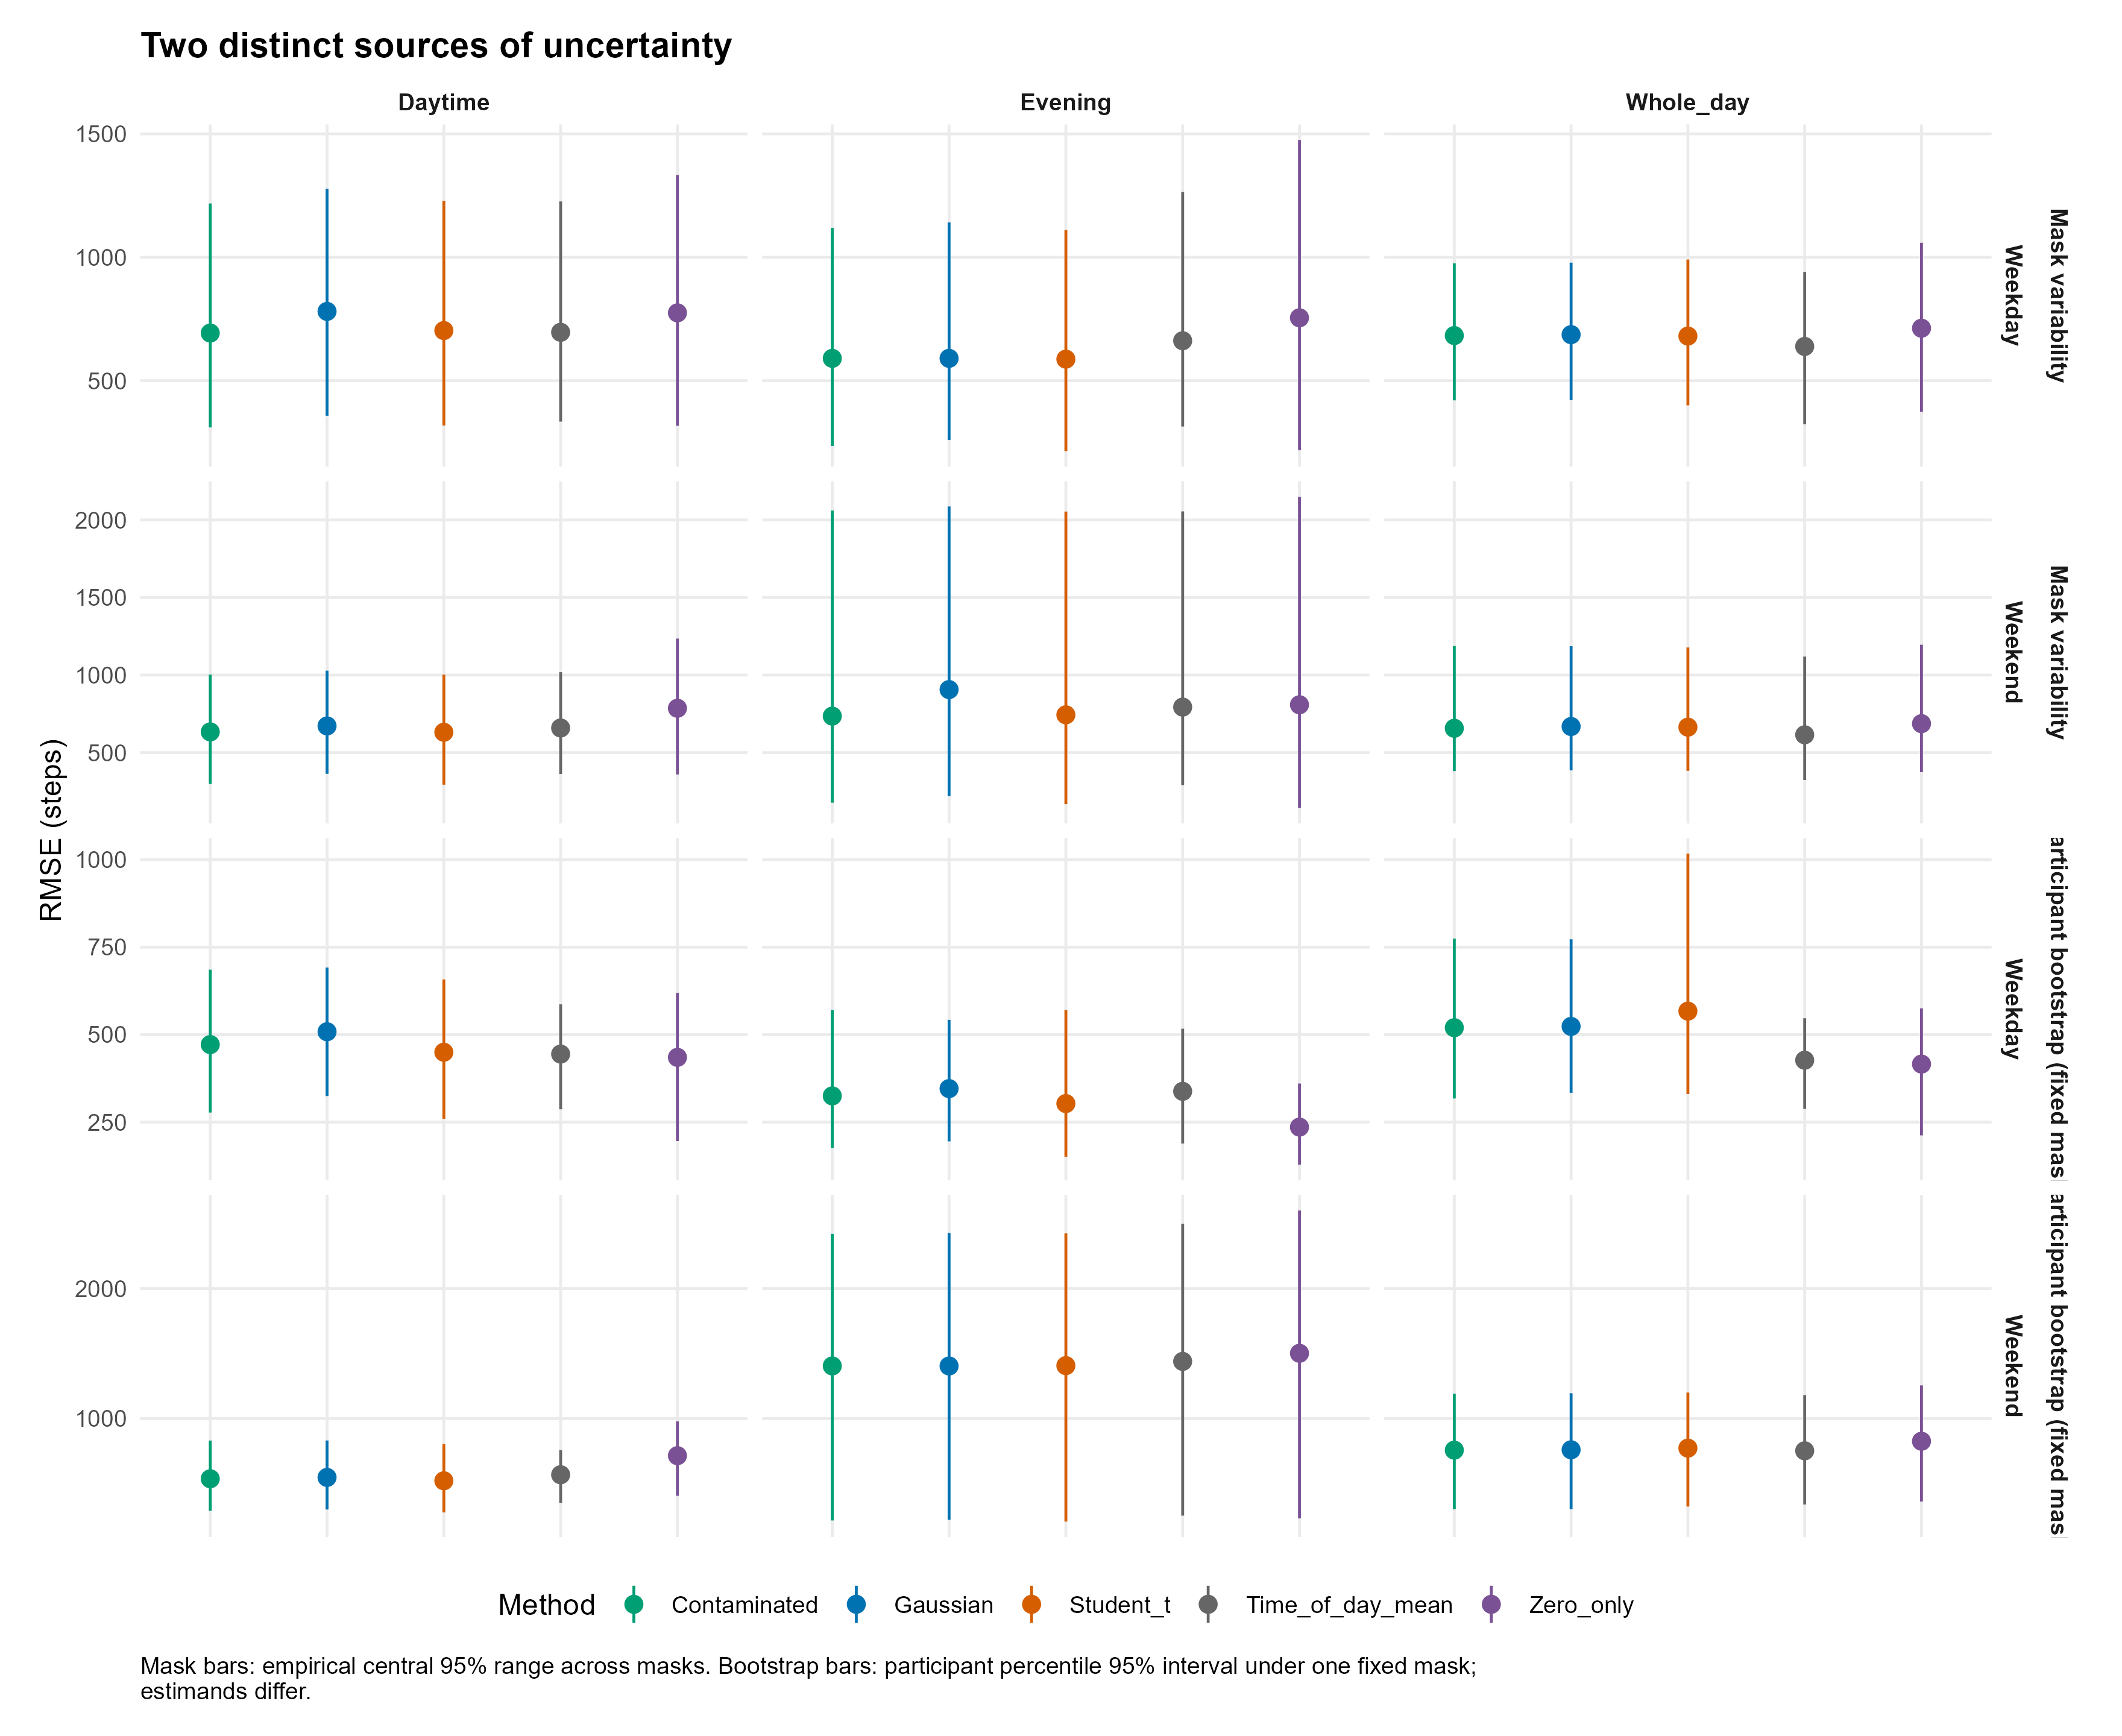 Two distinct sources of uncertainty
Daytime
Evening
Whole_day
1500
1000
500
Weekday
Mask variability
2000
1500
1000
500
Weekend
Mask variability
RMSE (steps)
1000
750
500
250
Weekday
articipant bootstrap (fixed mas
2000
1000
Weekend
articipant bootstrap (fixed mas
Method Contaminated Gaussian Student_t Time_of_day_mean Zero_only
Mask bars: empirical central 95% range across masks. Bootstrap bars: participant percentile 95% interval under one fixed mask;
estimands differ.